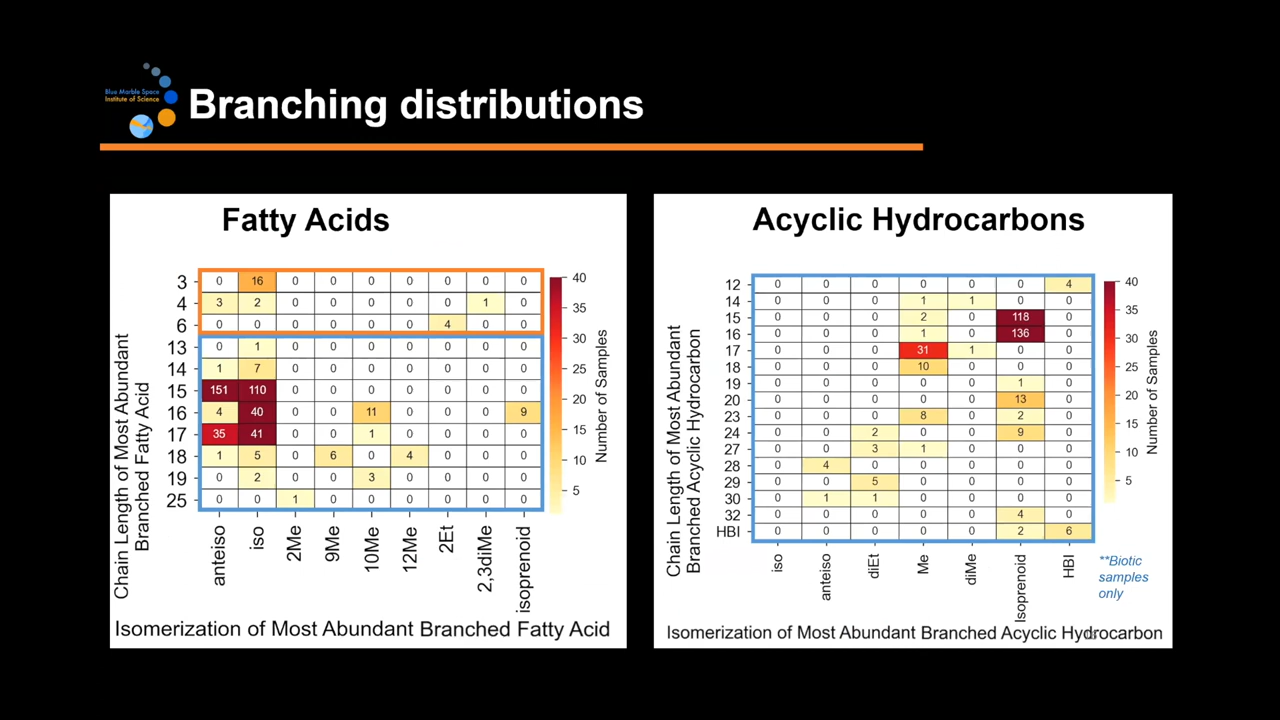 Blue Marble Space
Institute of Science
Branching distributions
Fatty Acids
Chain Length of Most Abundant
Branched Fatty Acid
3 0 16 0 0 0 0 0 0 0
4 3 2 0 0 0 0 0 1 0
6 0 0 0 0 0 0 4 0 0
13 0 1 0 0 0 0 0 0 0
14 1 7 0 0 0 0 0 0 0
15 151 110 0 0 0 0 0 0 0
16 4 40 0 0 11 0 0 0 9
17 35 41 0 0 1 0 0 0 0
18 1 5 0 6 0 4 0 0 0
19 0 2 0 0 3 0 0 0 0
25 0 0 1 0 0 0 0 0 0
anteiso iso 2Me 9Me 10Me 12Me 2Et 2,3diMe isoprenoid
Isomerization of Most Abundant Branched Fatty Acid
40
35
30
25
20
15
10
5
Number of Samples
Acyclic Hydrocarbons
Chain Length of Most Abundant
Branched Acyclic Hydrocarbon
12 0 0 0 0 0 0 4
14 0 0 0 1 1 0 0
15 0 0 0 2 0 118 0
16 0 0 0 1 0 136 0
17 0 0 0 31 1 0 0
18 0 0 0 10 0 0 0
19 0 0 0 0 0 1 0
20 0 0 0 0 0 13 0
23 0 0 0 8 0 2 0
24 0 0 2 0 0 9 0
27 0 0 3 1 0 0 0
28 0 4 0 0 0 0 0
29 0 0 5 0 0 0 0
30 0 1 1 0 0 0 0
32 0 0 0 0 0 4 0
HBI 0 0 0 0 0 2 6
iso anteiso diEt Me diMe Isoprenoid HBI
Isomerization of Most Abundant Branched Acyclic Hydrocarbon
40
35
30
25
20
15
10
5
Number of Samples
**Biotic
samples
only